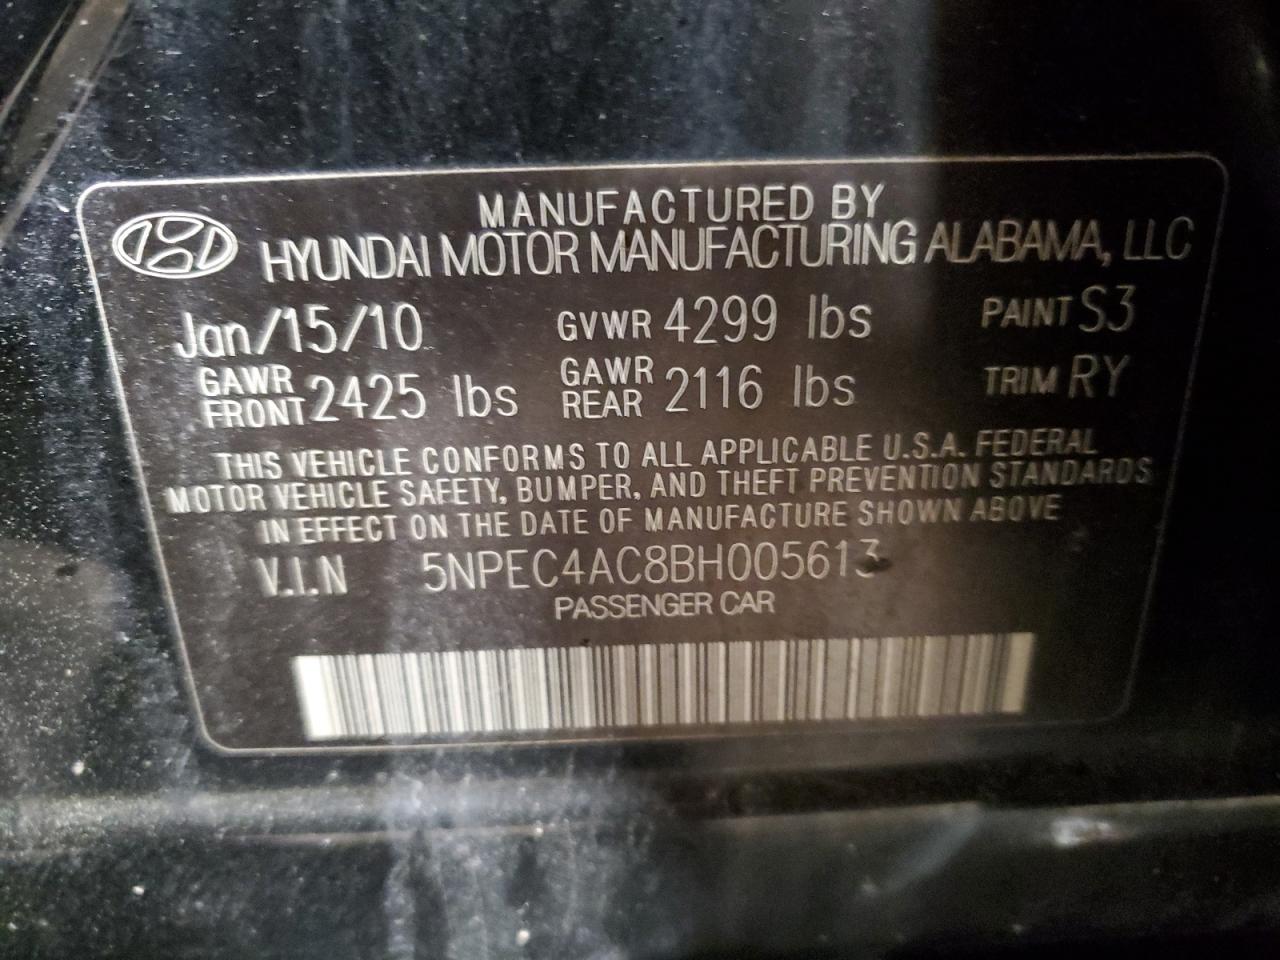 MANUFACTURED BY
HYUNDAI MOTOR MANUFACTURING ALABAMA, LLC
Jan/15/10 GVWR 4299 lbs PAINT S3
GAWR FRONT 2425 lbs GAWR REAR 2116 lbs TRIM RY
THIS VEHICLE CONFORMS TO ALL APPLICABLE U.S.A. FEDERAL
MOTOR VEHICLE SAFETY, BUMPER, AND THEFT PREVENTION STANDARDS
IN EFFECT ON THE DATE OF MANUFACTURE SHOWN ABOVE
V.I.N 5NPEC4AC8BH005613
PASSENGER CAR